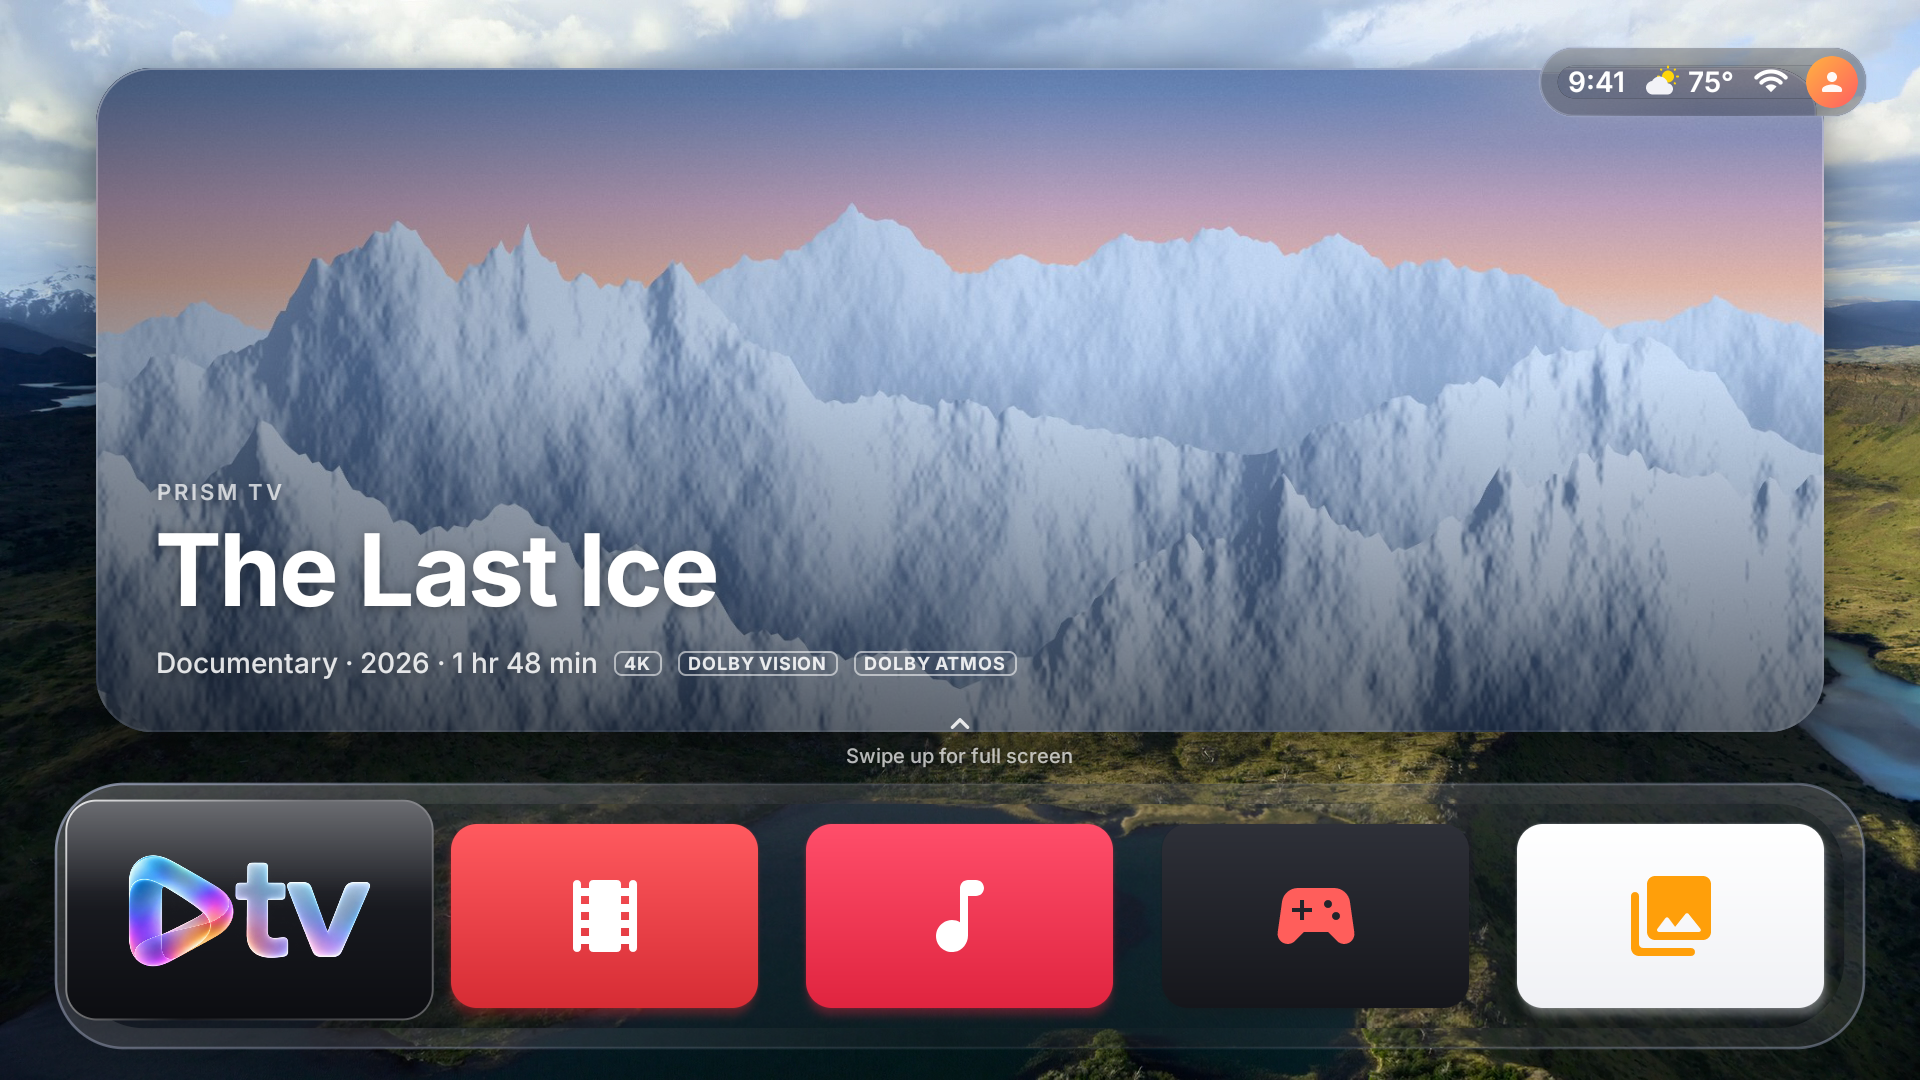 9:41 75°
PRISM TV
The Last Ice
Documentary · 2026 · 1 hr 48 min 4K DOLBY VISION DOLBY ATMOS
Swipe up for full screen
tv